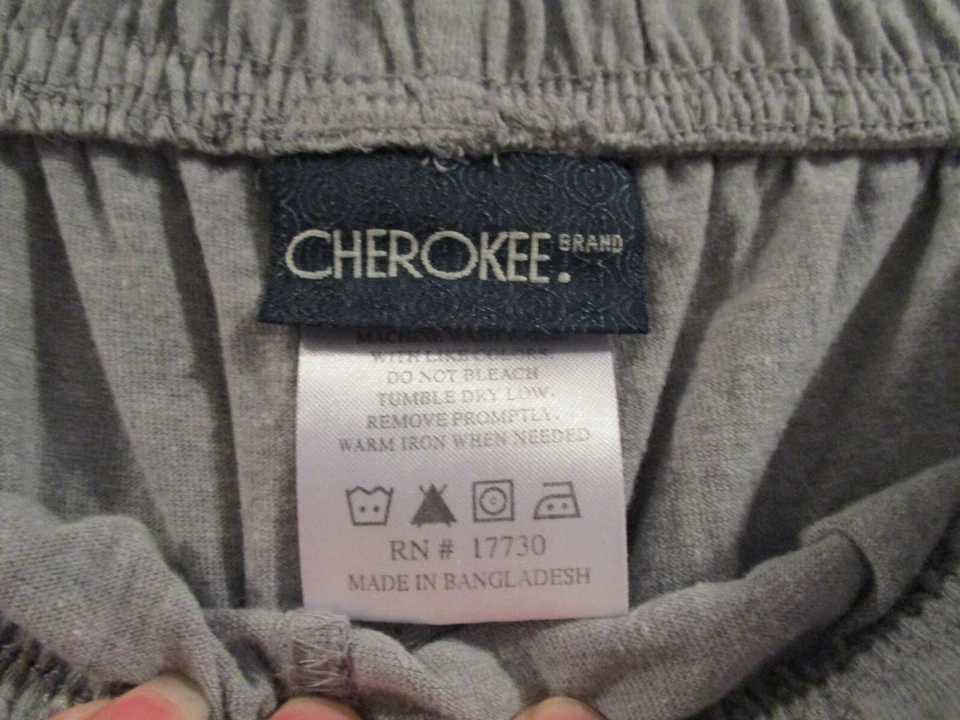 CHEROKEE. BRAND
MACHINE
WITH LIKE COLORS.
DO NOT BLEACH
TUMBLE DRY LOW.
REMOVE PROMPTLY.
WARM IRON WHEN NEEDED
RN # 17730
MADE IN BANGLADESH